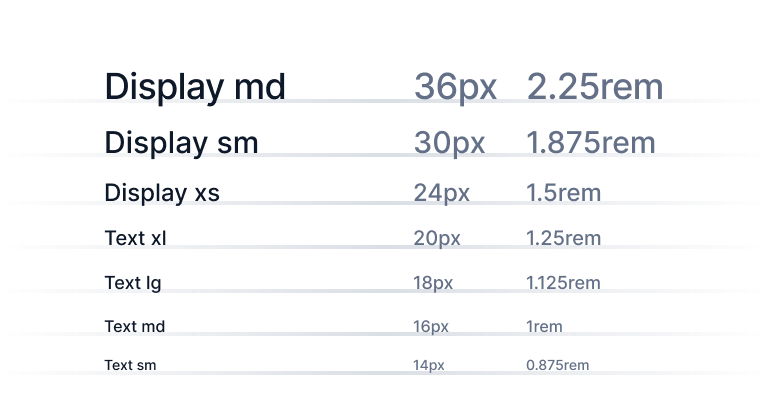 Display md 36px 2.25rem
Display sm 30px 1.875rem
Display xs 24px 1.5rem
Text xl 20px 1.25rem
Text lg 18px 1.125rem
Text md 16px 1rem
Text sm 14px 0.875rem